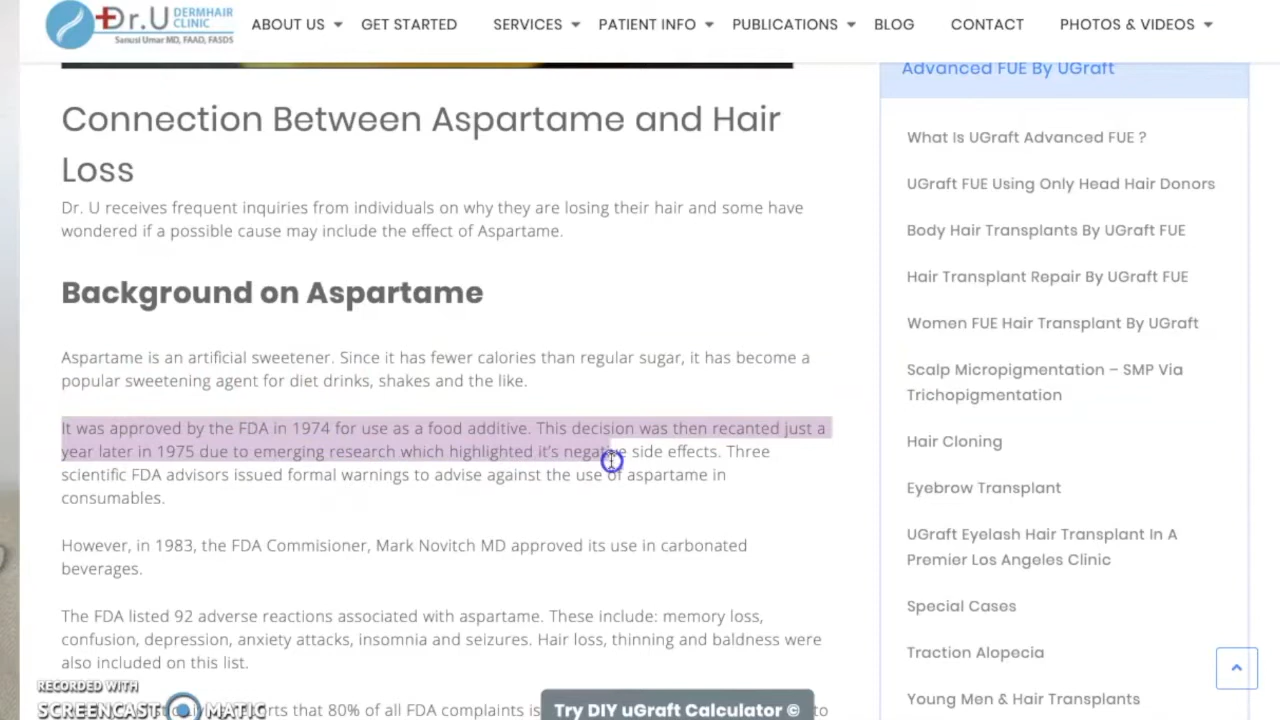 Dr.U DERMHAIR CLINIC
Sanusi Umar MD, FAAD, FASDS
ABOUT US
GET STARTED
SERVICES
PATIENT INFO
PUBLICATIONS
BLOG
CONTACT
PHOTOS & VIDEOS
Connection Between Aspartame and Hair
Loss
Dr. U receives frequent inquiries from individuals on why they are losing their hair and some have
wondered if a possible cause may include the effect of Aspartame.
Background on Aspartame
Aspartame is an artificial sweetener. Since it has fewer calories than regular sugar, it has become a
popular sweetening agent for diet drinks, shakes and the like.
It was approved by the FDA in 1974 for use as a food additive. This decision was then recanted just a
year later in 1975 due to emerging research which highlighted it's negative side effects. Three
scientific FDA advisors issued formal warnings to advise against the use of aspartame in
consumables.
However, in 1983, the FDA Commisioner, Mark Novitch MD approved its use in carbonated
beverages.
The FDA listed 92 adverse reactions associated with aspartame. These include: memory loss,
confusion, depression, anxiety attacks, insomnia and seizures. Hair loss, thinning and baldness were
also included on this list.
orts that 80% of all FDA complaints is
to
RECORDED WITH
SCREENCAST MATIC
Try DIY uGraft Calculator ©
Advanced FUE By UGraft
What Is UGraft Advanced FUE ?
UGraft FUE Using Only Head Hair Donors
Body Hair Transplants By UGraft FUE
Hair Transplant Repair By UGraft FUE
Women FUE Hair Transplant By UGraft
Scalp Micropigmentation – SMP Via
Trichopigmentation
Hair Cloning
Eyebrow Transplant
UGraft Eyelash Hair Transplant In A
Premier Los Angeles Clinic
Special Cases
Traction Alopecia
Young Men & Hair Transplants